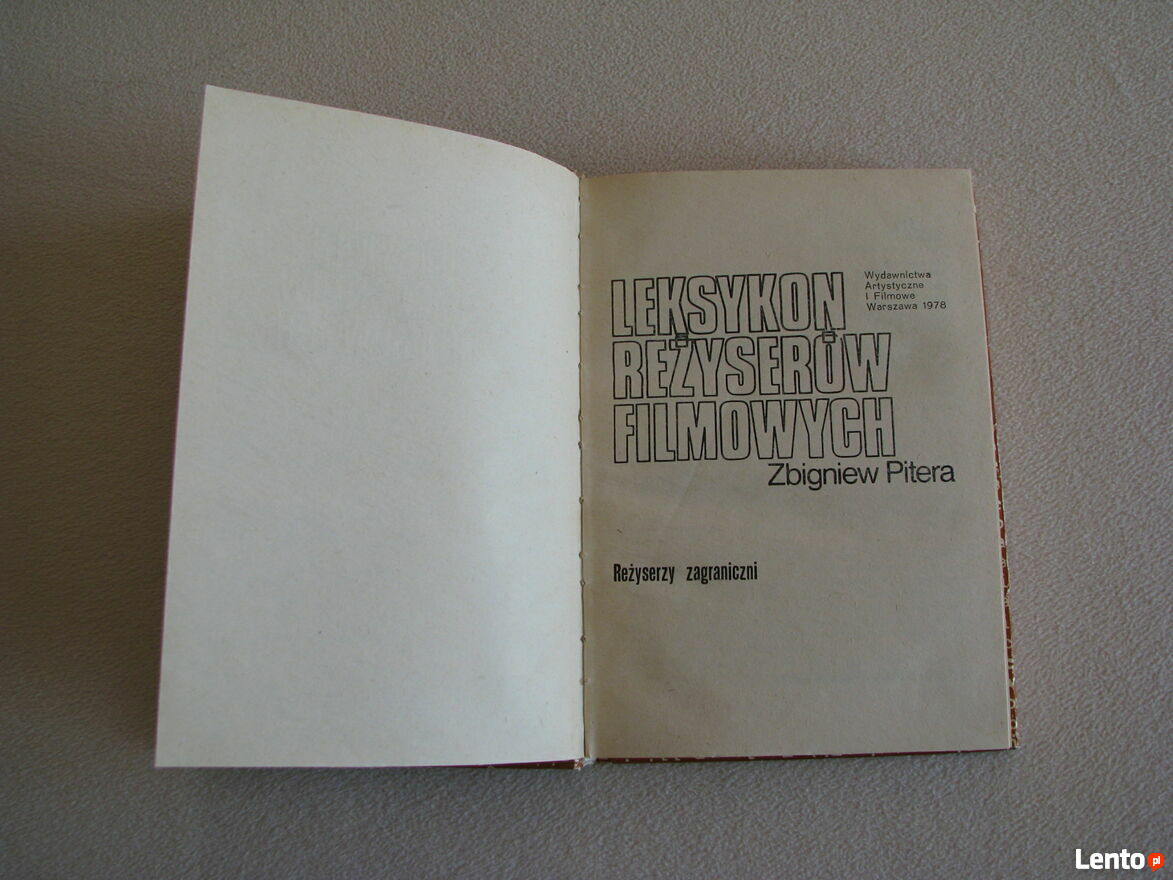 LEKSYKON
REŻYSERÓW
FILMOWYCH
Zbigniew Pitera
Wydawnictwa
Artystyczne
I Filmowe
Warszawa 1978
Reżyserzy zagraniczni
Lento.pl